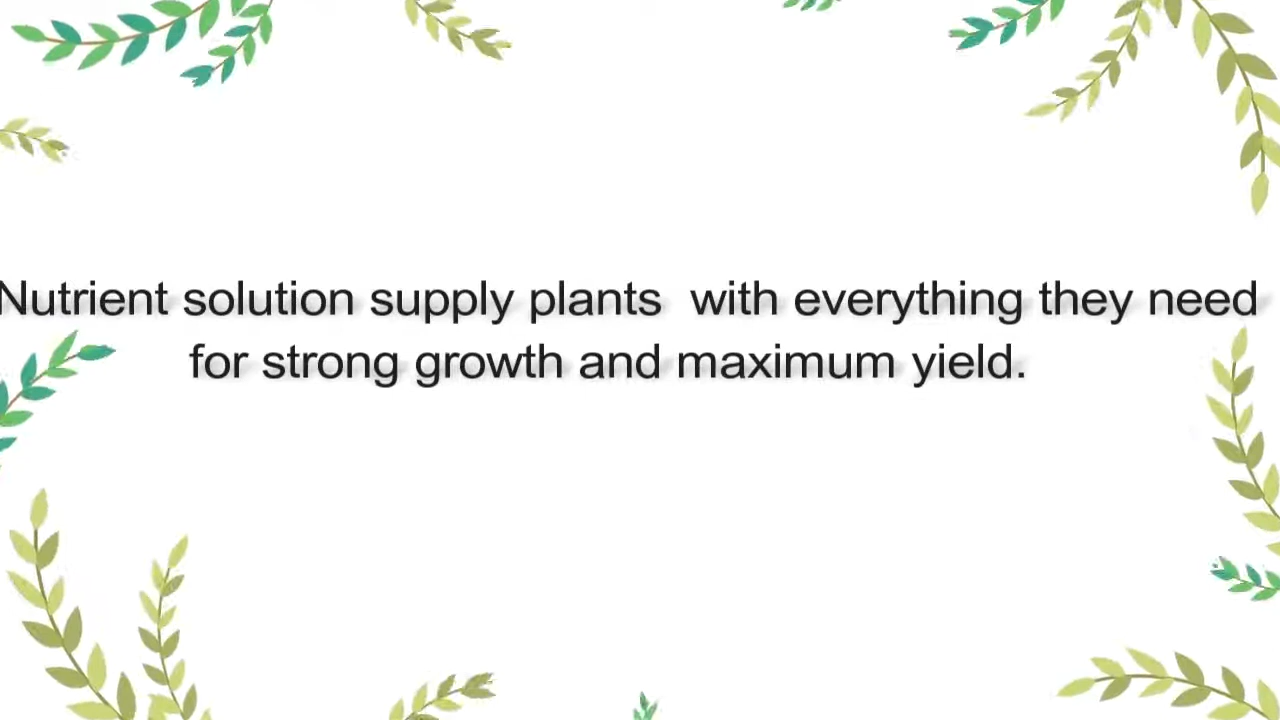 Nutrient solution supply plants  with everything they need
for strong growth and maximum yield.